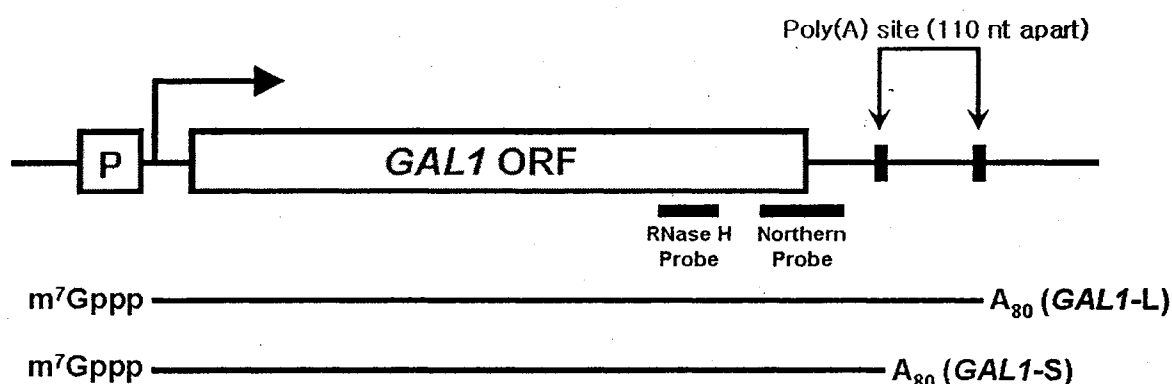 Poly(A) site (110 nt apart)
P
GAL1 ORF
RNase H Probe
Northern Probe
m⁷Gppp A₈₀ (GAL1-L)
m⁷Gppp A₈₀ (GAL1-S)